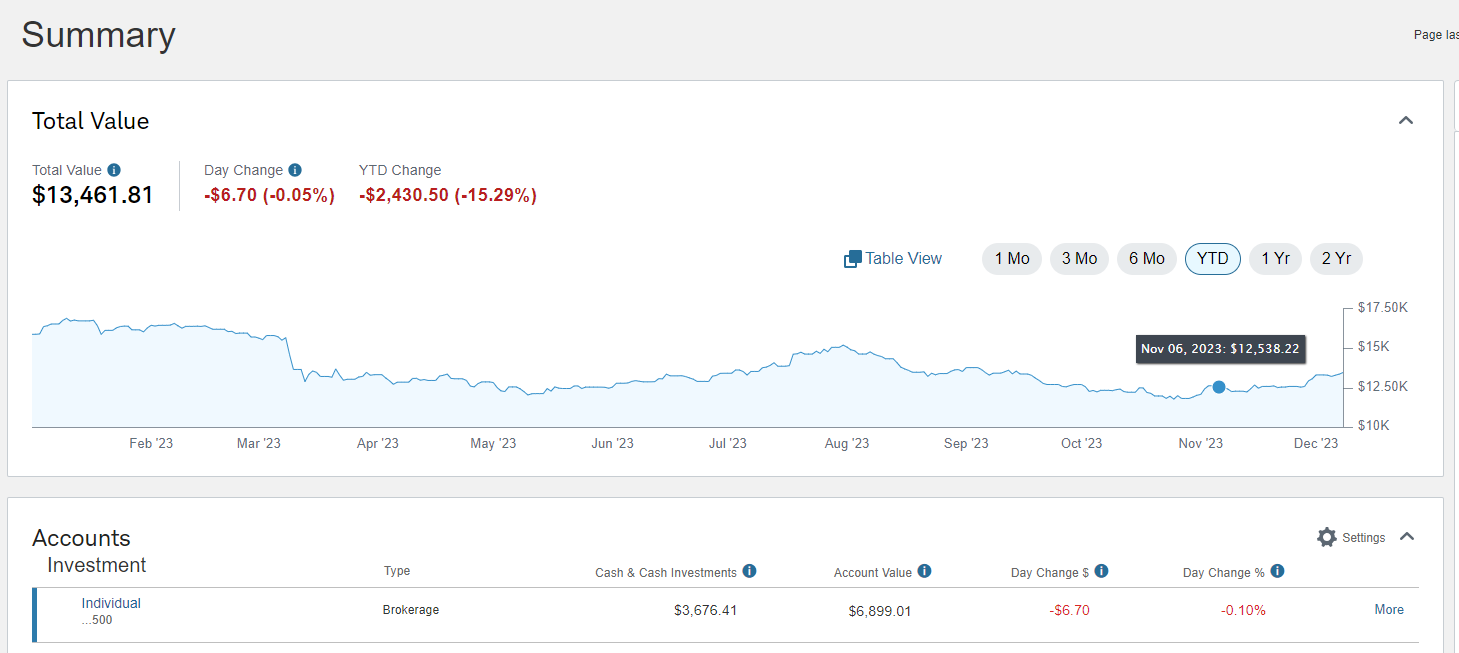 Summary
Page las
Total Value
Total Value Day Change YTD Change
$13,461.81 -$6.70 (-0.05%) -$2,430.50 (-15.29%)
Table View 1 Mo 3 Mo 6 Mo YTD 1 Yr 2 Yr
$17.50K
Nov 06, 2023: $12,538.22
$15K
$12.50K
$10K
Feb '23 Mar '23 Apr '23 May '23 Jun '23 Jul '23 Aug '23 Sep '23 Oct '23 Nov '23 Dec '23
Accounts
Settings
Investment
Type Cash & Cash Investments Account Value Day Change $ Day Change %
Individual
...500
Brokerage $3,676.41 $6,899.01 -$6.70 -0.10% More